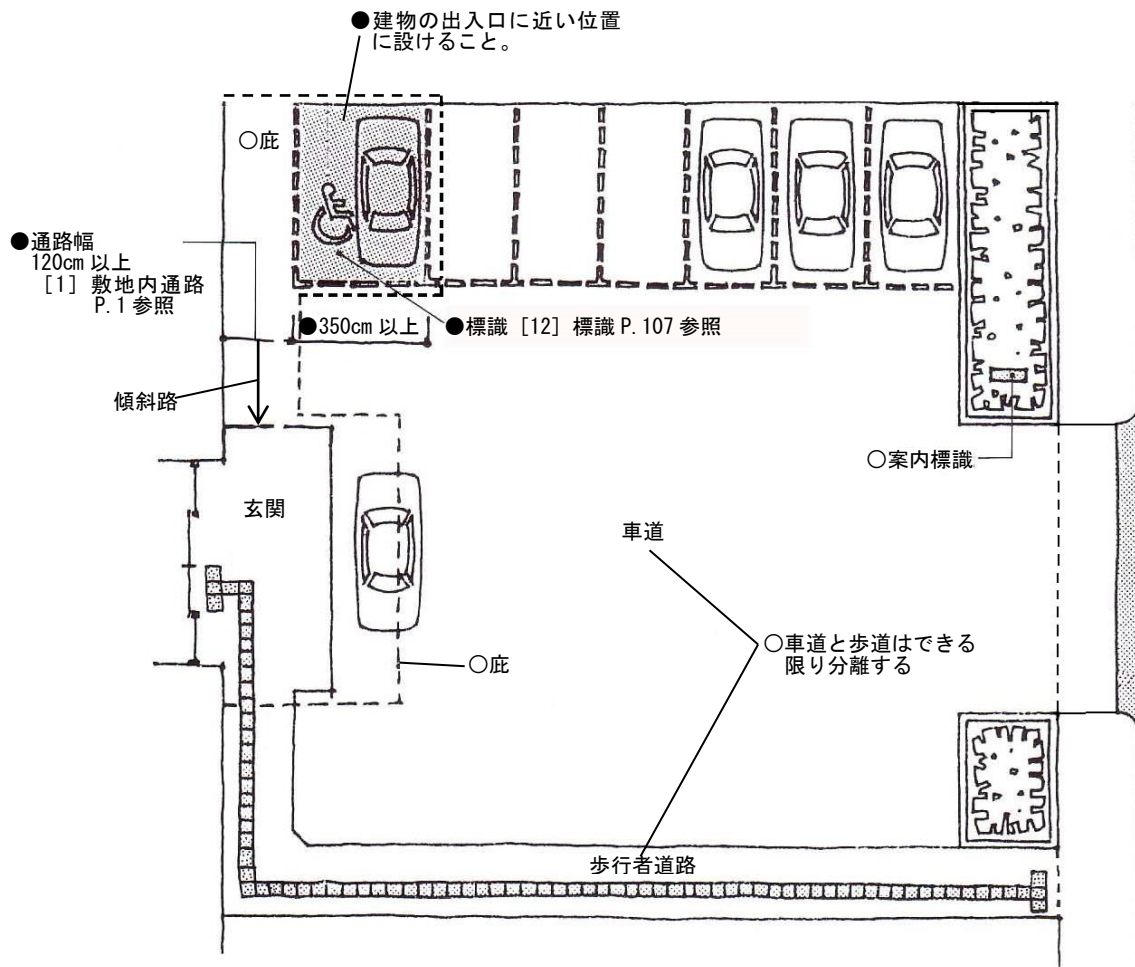 ●建物の出入口に近い位置
に設けること。
○庇
●通路幅
120cm 以上
[1] 敷地内通路
P.1 参照
●350cm 以上
●標識 [12] 標識 P.107 参照
傾斜路
○案内標識
玄関
車道
○車道と歩道はできる
限り分離する
○庇
歩行者道路